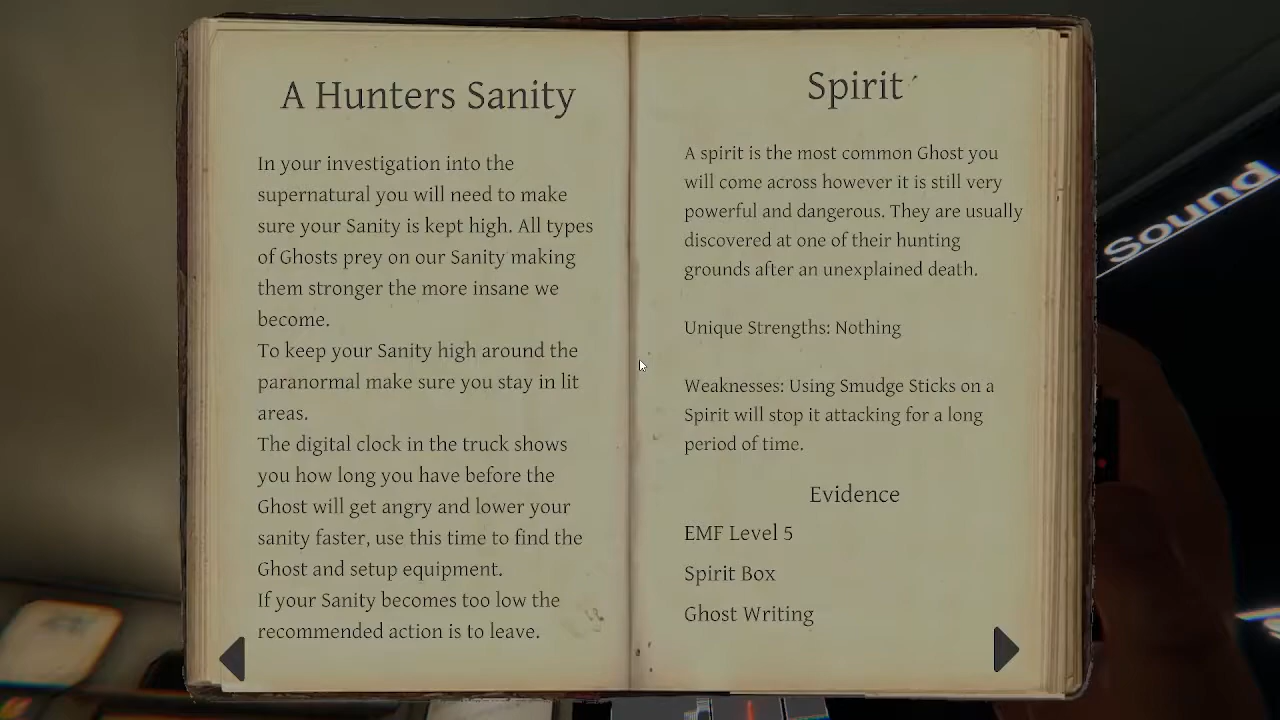 A Hunters Sanity
In your investigation into the
supernatural you will need to make
sure your Sanity is kept high. All types
of Ghosts prey on our Sanity making
them stronger the more insane we
become.
To keep your Sanity high around the
paranormal make sure you stay in lit
areas.
The digital clock in the truck shows
you how long you have before the
Ghost will get angry and lower your
sanity faster, use this time to find the
Ghost and setup equipment.
If your Sanity becomes too low the
recommended action is to leave.
Spirit
A spirit is the most common Ghost you
will come across however it is still very
powerful and dangerous. They are usually
discovered at one of their hunting
grounds after an unexplained death.
Unique Strengths: Nothing
Weaknesses: Using Smudge Sticks on a
Spirit will stop it attacking for a long
period of time.
Evidence
EMF Level 5
Spirit Box
Ghost Writing
Sound